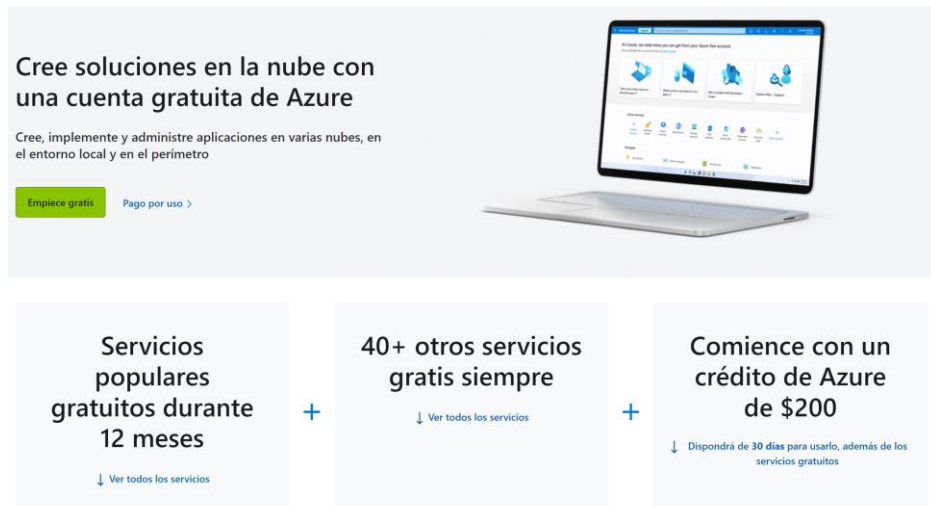 Cree soluciones en la nube con
una cuenta gratuita de Azure
Cree, implemente y administre aplicaciones en varias nubes, en
el entorno local y en el perímetro
Empiece gratis
Pago por uso >
Servicios
populares
gratuitos durante
12 meses
↓ Ver todos los servicios
+
40+ otros servicios
gratis siempre
↓ Ver todos los servicios
+
Comience con un
crédito de Azure
de $200
↓ Dispondrá de 30 días para usarlo, además de los
servicios gratuitos